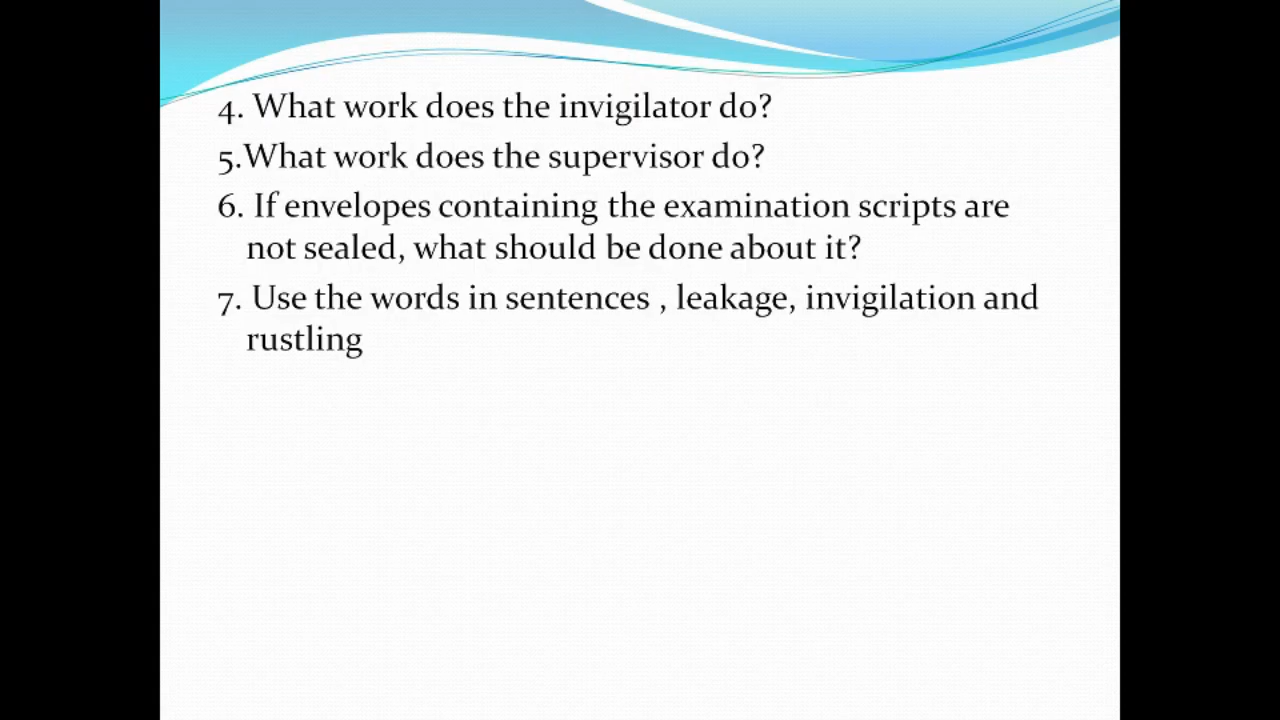 4. What work does the invigilator do?
5.What work does the supervisor do?
6. If envelopes containing the examination scripts are
not sealed, what should be done about it?
7. Use the words in sentences , leakage, invigilation and
rustling